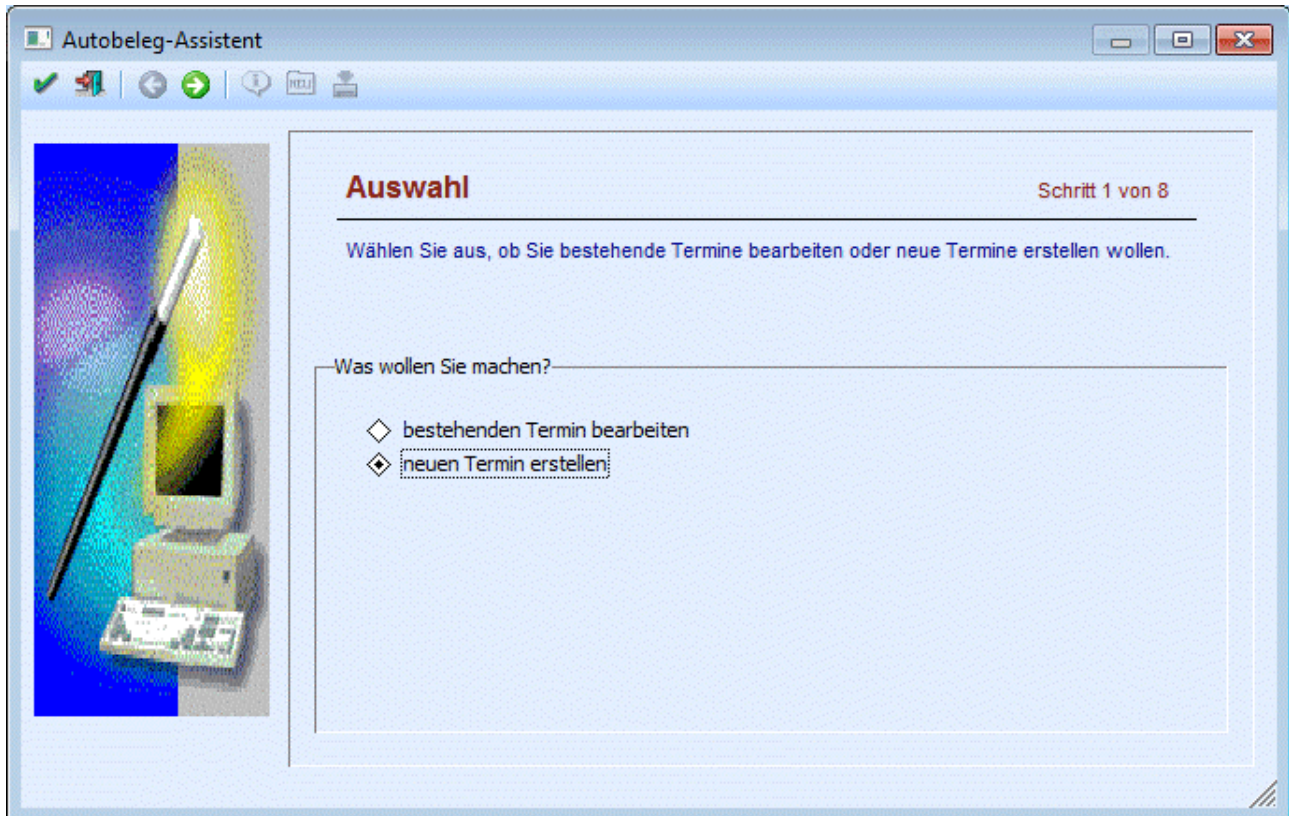 Autobeleg-Assistent
NEU
Auswahl
Schritt 1 von 8
Wählen Sie aus, ob Sie bestehende Termine bearbeiten oder neue Termine erstellen wollen.
Was wollen Sie machen?
bestehenden Termin bearbeiten
neuen Termin erstellen